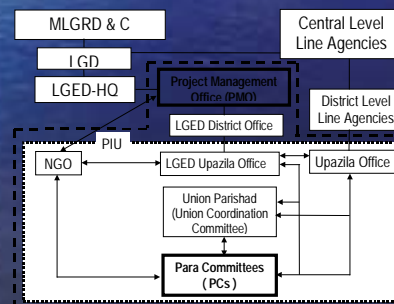 MLGRD & C
Central Level
Line Agencies
LGD
LGED-HQ
Project Management
Office (PMO)
District Level
Line Agencies
LGED District Office
PIU
NGO
LGED Upazila Office
Upazila Office
Union Parishad
(Union Coordination
Committee)
Para Committees
(PCs)